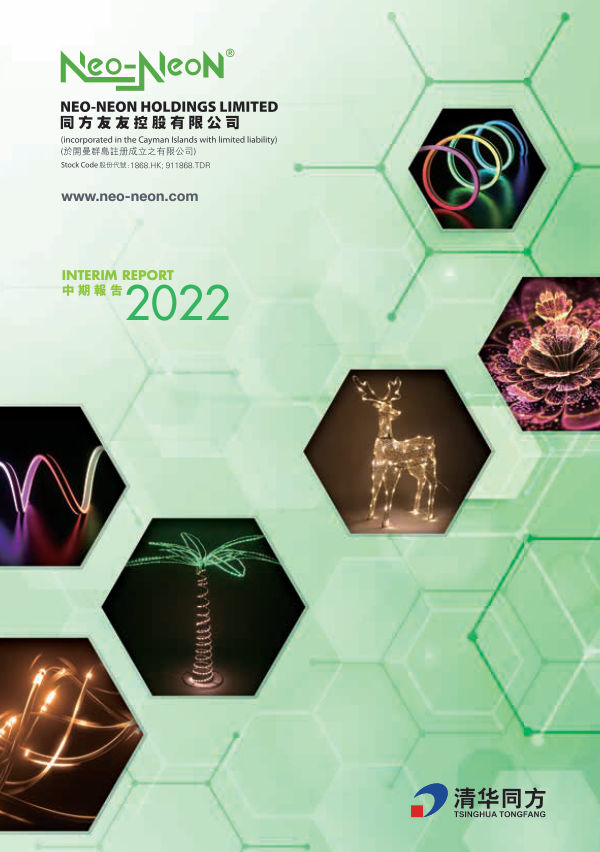 Neo-Neon®
NEO-NEON HOLDINGS LIMITED
同方友友控股有限公司
(incorporated in the Cayman Islands with limited liability)
(於開曼群島註册成立之有限公司)
Stock Code 股份代號 : 1868.HK; 911868.TDR
www.neo-neon.com
INTERIM REPORT
中期報告 2022
清华同方
TSINGHUA TONGFANG